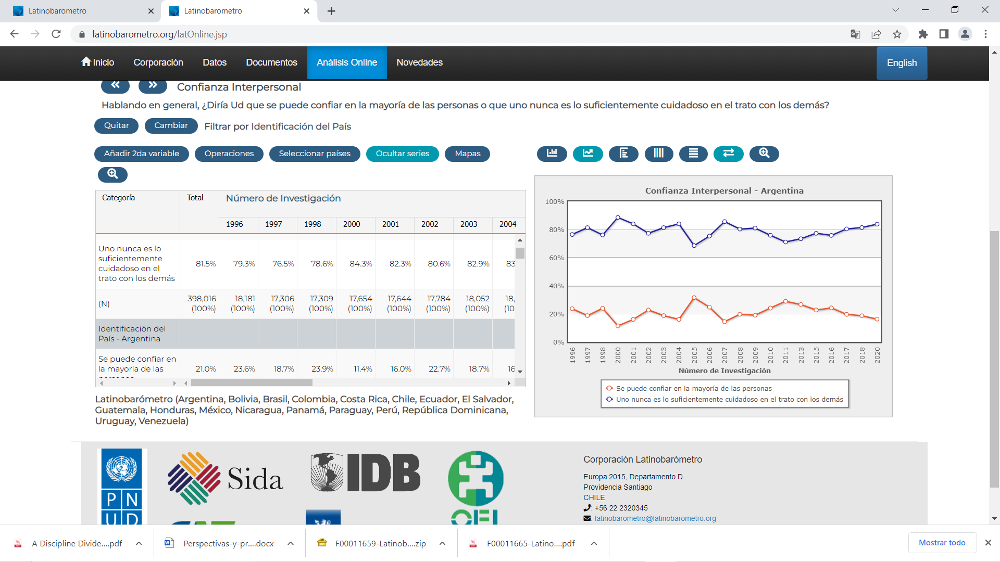 Latinobarometro
Latinobarometro
latinobarometro.org/latOnline.jsp
Inicio
Corporación
Datos
Documentos
Análisis Online
Novedades
English
Confianza Interpersonal
Hablando en general, ¿Diría Ud que se puede confiar en la mayoría de las personas o que uno nunca es lo suficientemente cuidadoso en el trato con los demás?
Quitar
Cambiar
Filtrar por Identificación del País
Añadir 2da variable
Operaciones
Seleccionar países
Ocultar series
Mapas
Categoría
Total
Número de Investigación
1996 1997 1998 2000 2001 2002 2003 2004
Uno nunca es lo
suficientemente
cuidadoso en el
trato con los demás
81.5% 79.3% 76.5% 78.6% 84.3% 82.3% 80.6% 82.9% 83
(N)
398,016 18,181 17,306 17,309 17,654 17,644 17,784 18,052 18,
(100%) (100%) (100%) (100%) (100%) (100%) (100%) (100%) (10
Identificación del
País - Argentina
Se puede confiar en
la mayoría de las
21.0% 23.6% 18.7% 23.9% 11.4% 16.0% 22.7% 18.7% 16
Latinobarómetro (Argentina, Bolivia, Brasil, Colombia, Costa Rica, Chile, Ecuador, El Salvador,
Guatemala, Honduras, México, Nicaragua, Panamá, Paraguay, Perú, República Dominicana,
Uruguay, Venezuela)
Confianza Interpersonal - Argentina
100%
80%
60%
40%
20%
0%
1996 1997 1998 2000 2001 2002 2003 2004 2005 2006 2007 2008 2009 2010 2011 2013 2015 2016 2017 2018 2020
Número de Investigación
Se puede confiar en la mayoría de las personas
Uno nunca es lo suficientemente cuidadoso en el trato con los demás
P N
U D
Sida
IDB
OEI
Corporación Latinobarómetro
Europa 2015, Departamento D.
Providencia Santiago
CHILE
: +56 22 2320345
: latinobarometro@latinobarometro.org
A Discipline Divide....pdf
Perspectivas-y-pr....docx
F00011659-Latinob....zip
F00011665-Latino....pdf
Mostrar todo